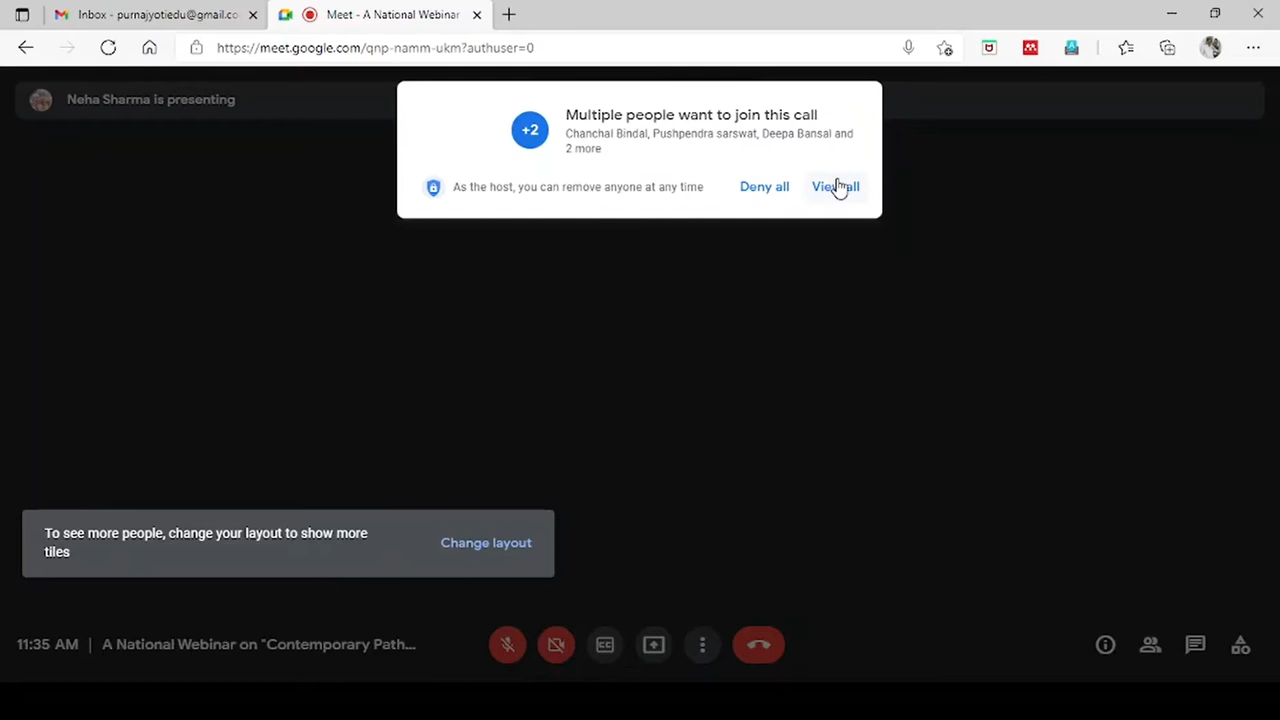 Inbox - purnajyotiedu@gmail.co
Meet - A National Webinar
https://meet.google.com/qnp-namm-ukm?authuser=0
Neha Sharma is presenting
+2
Multiple people want to join this call
Chanchal Bindal, Pushpendra sarswat, Deepa Bansal and
2 more
As the host, you can remove anyone at any time
Deny all
View all
To see more people, change your layout to show more
tiles
Change layout
11:35 AM | A National Webinar on "Contemporary Path...
CC